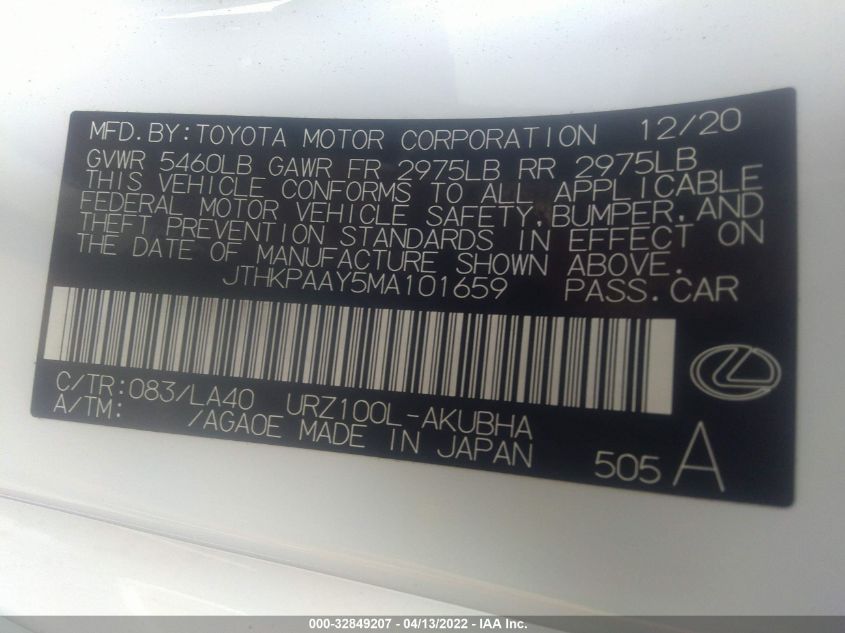 MFD.BY:TOYOTA MOTOR CORPORATION 12/20
GVWR 5460LB GAWR FR 2975LB RR 2975LB
THIS VEHICLE CONFORMS TO ALL APPLICABLE
FEDERAL MOTOR VEHICLE SAFETY,BUMPER,AND
THEFT PREVENTION STANDARDS IN EFFECT ON
THE DATE OF MANUFACTURE SHOWN ABOVE.
JTHKPAAY5MA101659 PASS.CAR
C/TR:083/LA40 URZ100L-AKUBHA
A/TM: /AGA0E MADE IN JAPAN 505 A
000-32849207 - 04/13/2022 - IAA Inc.